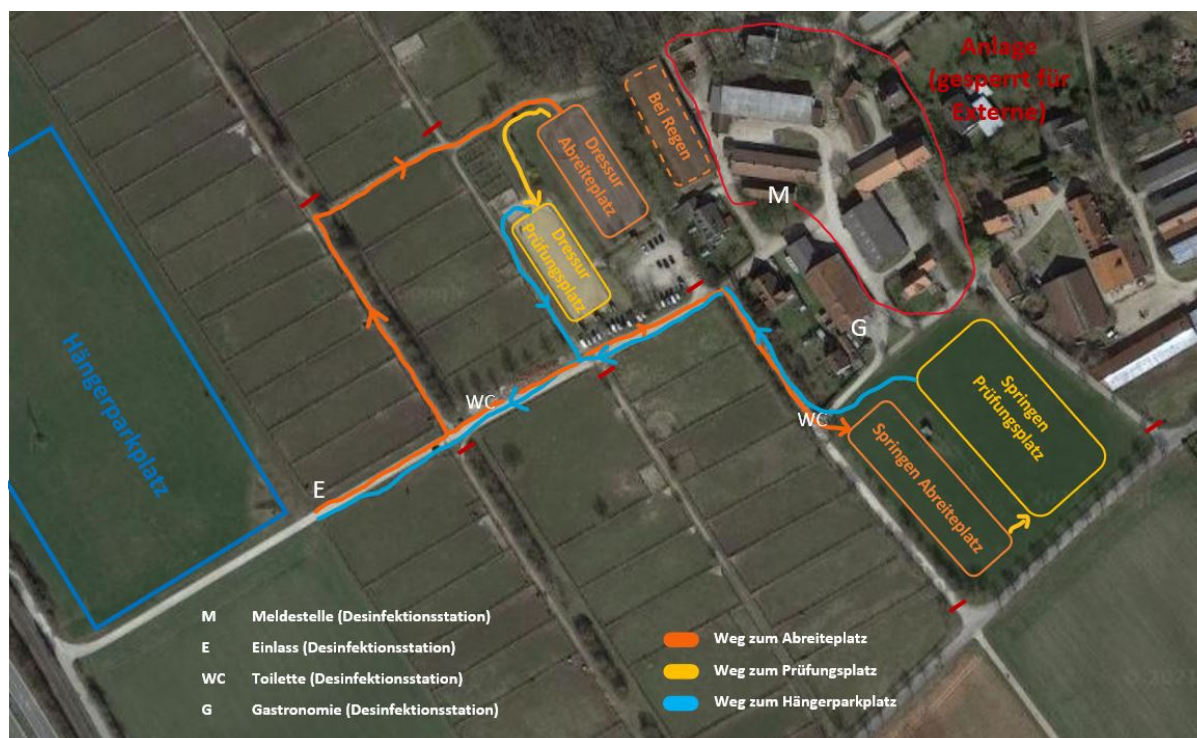 Anlage
(gesperrt für
Externe)
Bei Regen
Dressur
Abreiteplatz
M
Dressur
Prüfungsplatz
Hängerparkplatz
G
WC
WC
Springen
Prüfungsplatz
Springen Abreiteplatz
E
M Meldestelle (Desinfektionsstation)
E Einlass (Desinfektionsstation)
WC Toilette (Desinfektionsstation)
G Gastronomie (Desinfektionsstation)
Weg zum Abreiteplatz
Weg zum Prüfungsplatz
Weg zum Hängerparkplatz